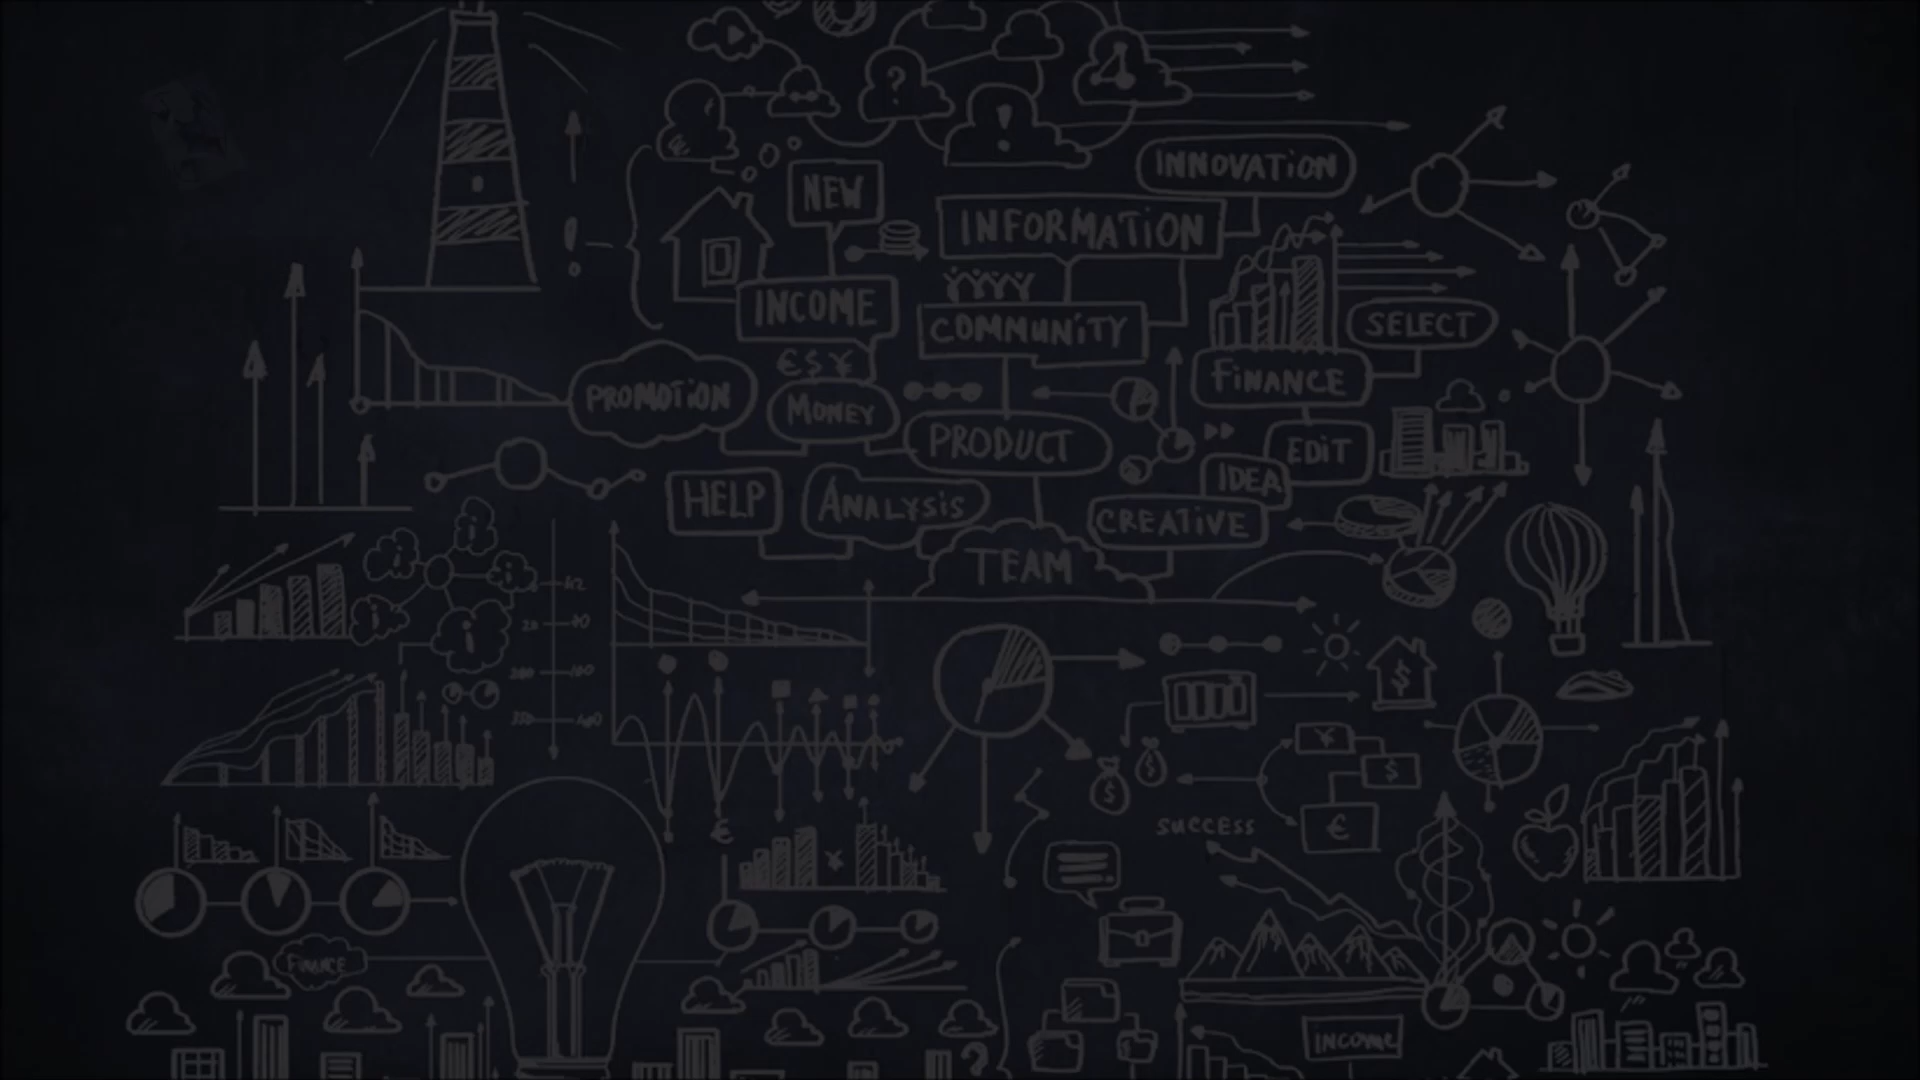 ?
!
INNOVATION
NEW
INFORMATION
INCOME
COMMUNITY
SELECT
€ $ ¥
FINANCE
PROMOTION
MONEY
PRODUCT
EDIT
IDEA
HELP
ANALYSIS
CREATIVE
TEAM
$
¥
$
$
$
€
SUCCESS
€
¥
FINANCE
?
INCOME